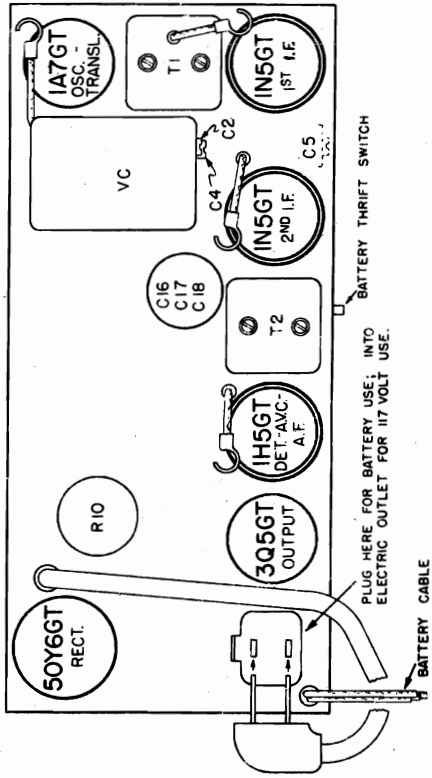 1A7GT
OSC. -
TRANSL.
T1
1N5GT
1ST I.F.
VC
C2
C4
C5
1N5GT
2ND I.F.
C16
C17
C18
T2
BATTERY THRIFT SWITCH
1H5GT
DET.-A.V.C.-
A.F.
R10
3Q5GT
OUTPUT
50Y6GT
RECT.
PLUG HERE FOR BATTERY USE; INTO
ELECTRIC OUTLET FOR 117 VOLT USE.
BATTERY CABLE